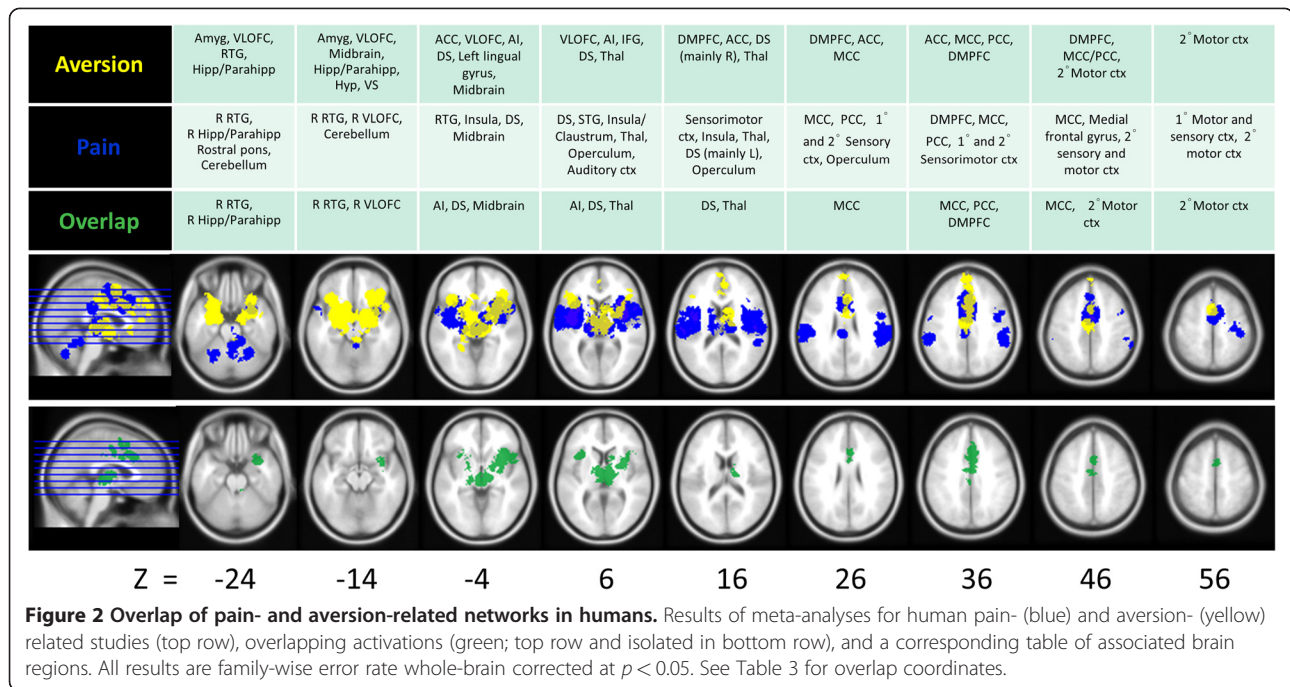 Aversion
Amyg, VLOFC,
RTG,
Hipp/Parahipp
Amyg, VLOFC,
Midbrain,
Hipp/Parahipp,
Hyp, VS
ACC, VLOFC, AI,
DS, Left lingual
gyrus,
Midbrain
VLOFC, AI, IFG,
DS, Thal
DMPFC, ACC, DS
(mainly R), Thal
DMPFC, ACC,
MCC
ACC, MCC, PCC,
DMPFC
DMPFC,
MCC/PCC,
2°Motor ctx
2°Motor ctx
Pain
R RTG,
R Hipp/Parahipp
Rostral pons,
Cerebellum
R RTG, R VLOFC,
Cerebellum
RTG, Insula, DS,
Midbrain
DS, STG, Insula/
Claustrum, Thal,
Operculum,
Auditory ctx
Sensorimotor
ctx, Insula, Thal,
DS (mainly L),
Operculum
MCC, PCC, 1°
and 2° Sensory
ctx, Operculum
DMPFC, MCC,
PCC, 1° and 2°
Sensorimotor ctx
MCC, Medial
frontal gyrus, 2°
sensory and
motor ctx
1° Motor and
sensory ctx, 2°
motor ctx
Overlap
R RTG,
R Hipp/Parahipp
R RTG, R VLOFC
AI, DS, Midbrain
AI, DS, Thal
DS, Thal
MCC
MCC, PCC,
DMPFC
MCC, 2°Motor
ctx
2°Motor ctx
Z = -24 -14 -4 6 16 26 36 46 56
Figure 2 Overlap of pain- and aversion-related networks in humans. Results of meta-analyses for human pain- (blue) and aversion- (yellow)
related studies (top row), overlapping activations (green; top row and isolated in bottom row), and a corresponding table of associated brain
regions. All results are family-wise error rate whole-brain corrected at p < 0.05. See Table 3 for overlap coordinates.